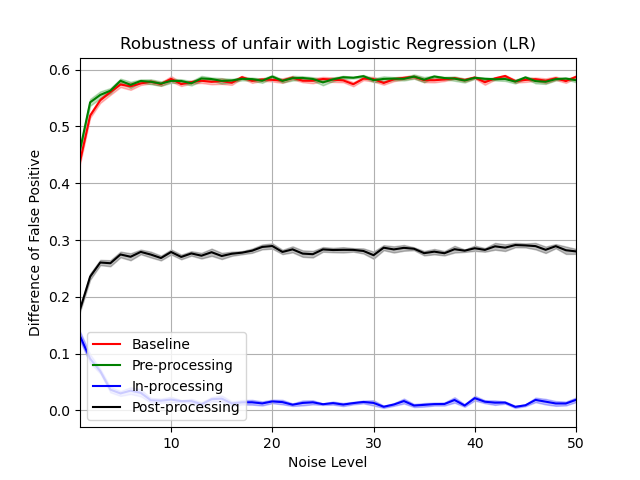 Robustness of unfair with Logistic Regression (LR)
Difference of False Positive
0.6
0.5
0.4
0.3
0.2
0.1
0.0
Baseline
Pre-processing
In-processing
Post-processing
10 20 30 40 50
Noise Level